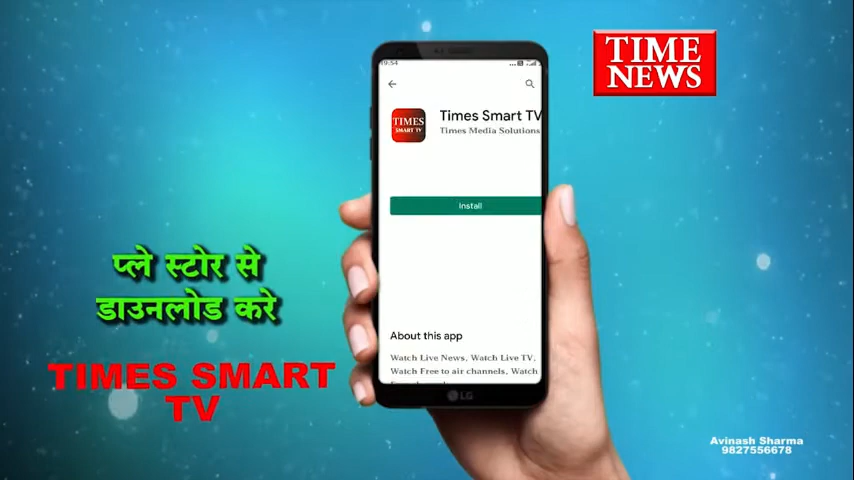 TIME
NEWS
19:54
Times Smart TV
Times Media Solutions
TIMES
SMART TV
Install
प्ले स्टोर से
डाउनलोड करे
TIMES SMART
TV
About this app
Watch Live News, Watch Live TV,
Watch Free to air channels, Watch
LG
Avinash Sharma
9827556678